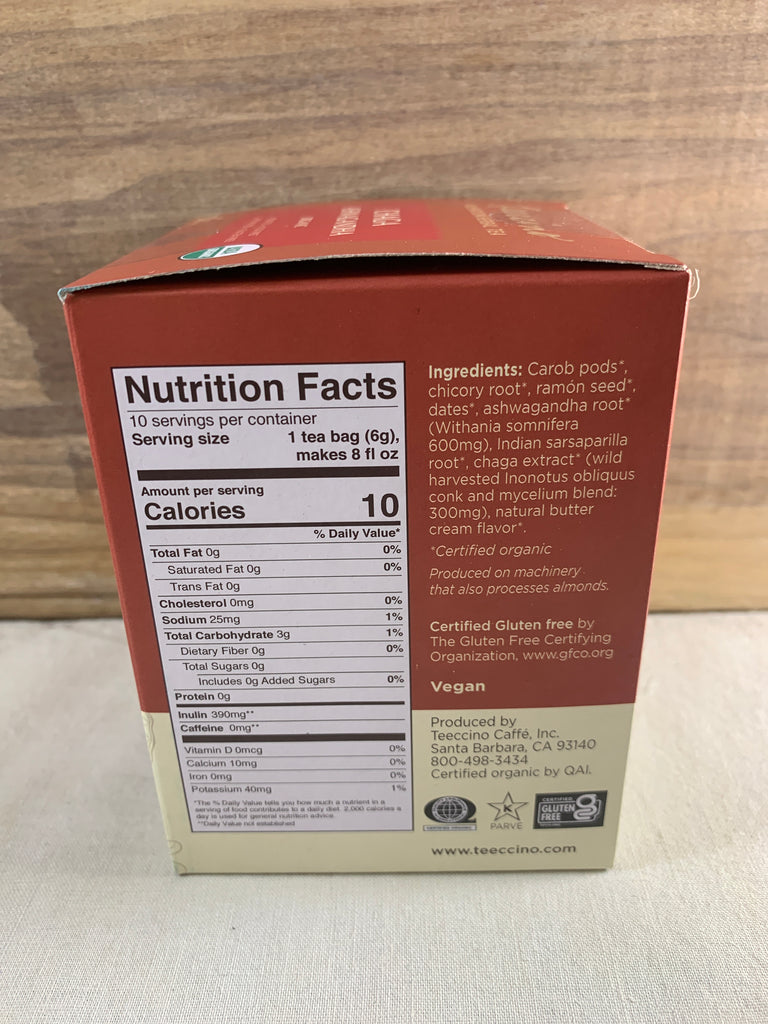 CHAGA
ASHWAGANDHA
Nutrition Facts
10 servings per container
Serving size 1 tea bag (6g),
makes 8 fl oz
Amount per serving
Calories 10
% Daily Value*
Total Fat 0g 0%
Saturated Fat 0g 0%
Trans Fat 0g
Cholesterol 0mg 0%
Sodium 25mg 1%
Total Carbohydrate 3g 1%
Dietary Fiber 0g 0%
Total Sugars 0g
Includes 0g Added Sugars 0%
Protein 0g
Inulin 390mg**
Caffeine 0mg**
Vitamin D 0mcg 0%
Calcium 10mg 0%
Iron 0mg 0%
Potassium 40mg 1%
*The % Daily Value tells you how much a nutrient in a
serving of food contributes to a daily diet. 2,000 calories a
day is used for general nutrition advice.
**Daily Value not established
Ingredients: Carob pods*,
chicory root*, ramón seed*,
dates*, ashwagandha root*
(Withania somnifera
600mg), Indian sarsaparilla
root*, chaga extract* (wild
harvested Inonotus obliquus
conk and mycelium blend:
300mg), natural butter
cream flavor*.
*Certified organic
Produced on machinery
that also processes almonds.
Certified Gluten free by
The Gluten Free Certifying
Organization, www.gfco.org
Vegan
Produced by
Teeccino Caffé, Inc.
Santa Barbara, CA 93140
800-498-3434
Certified organic by QAI.
K
PARVE
CERTIFIED
GLUTEN
FREE
www.teeccino.com